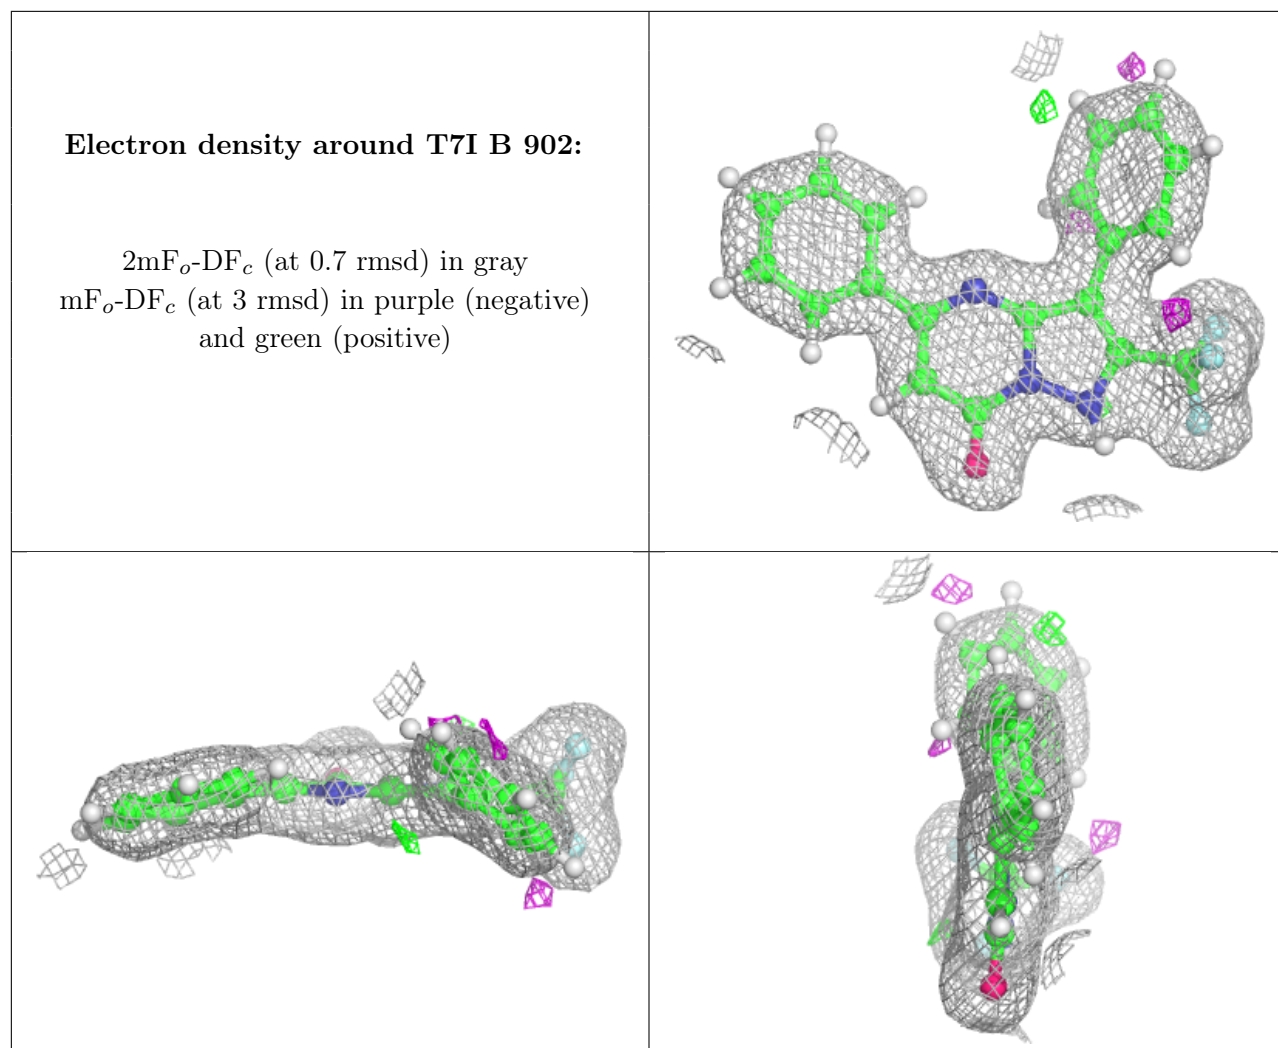 Electron density around T7I B 902:
2mFₒ-DF𝒸 (at 0.7 rmsd) in gray
mFₒ-DF𝒸 (at 3 rmsd) in purple (negative)
and green (positive)